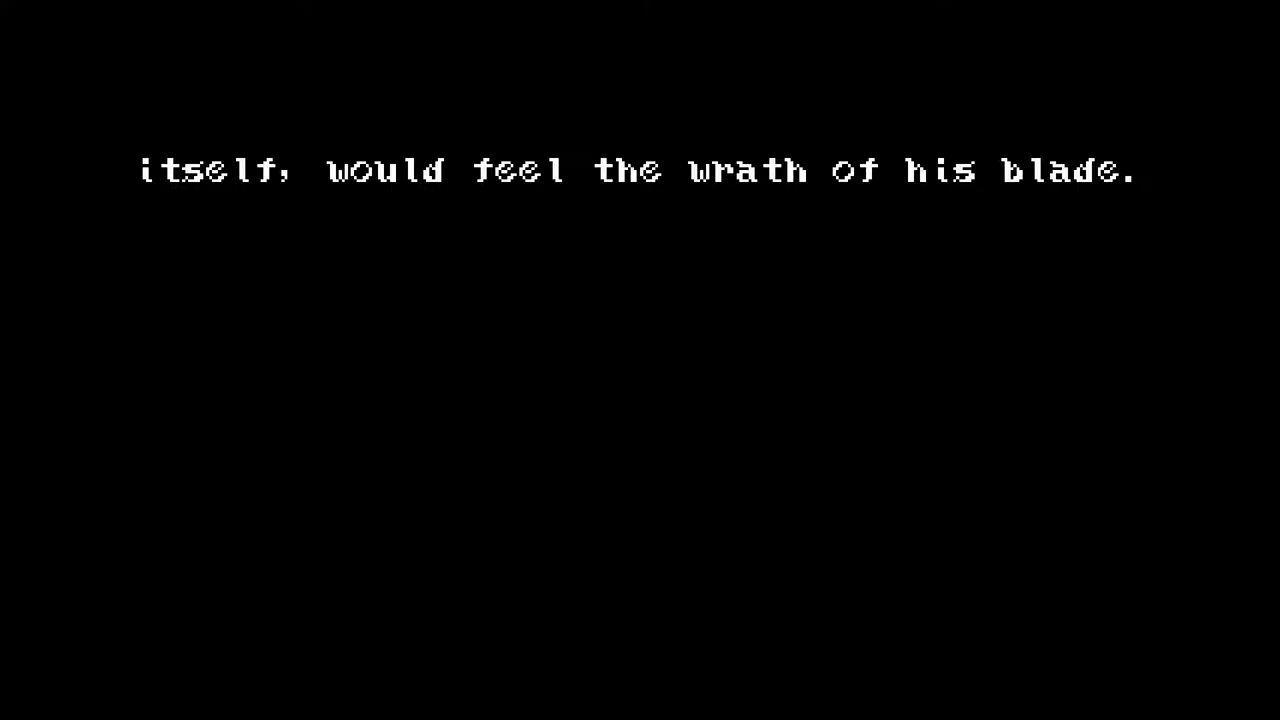 itself, would feel the wrath of his blade.